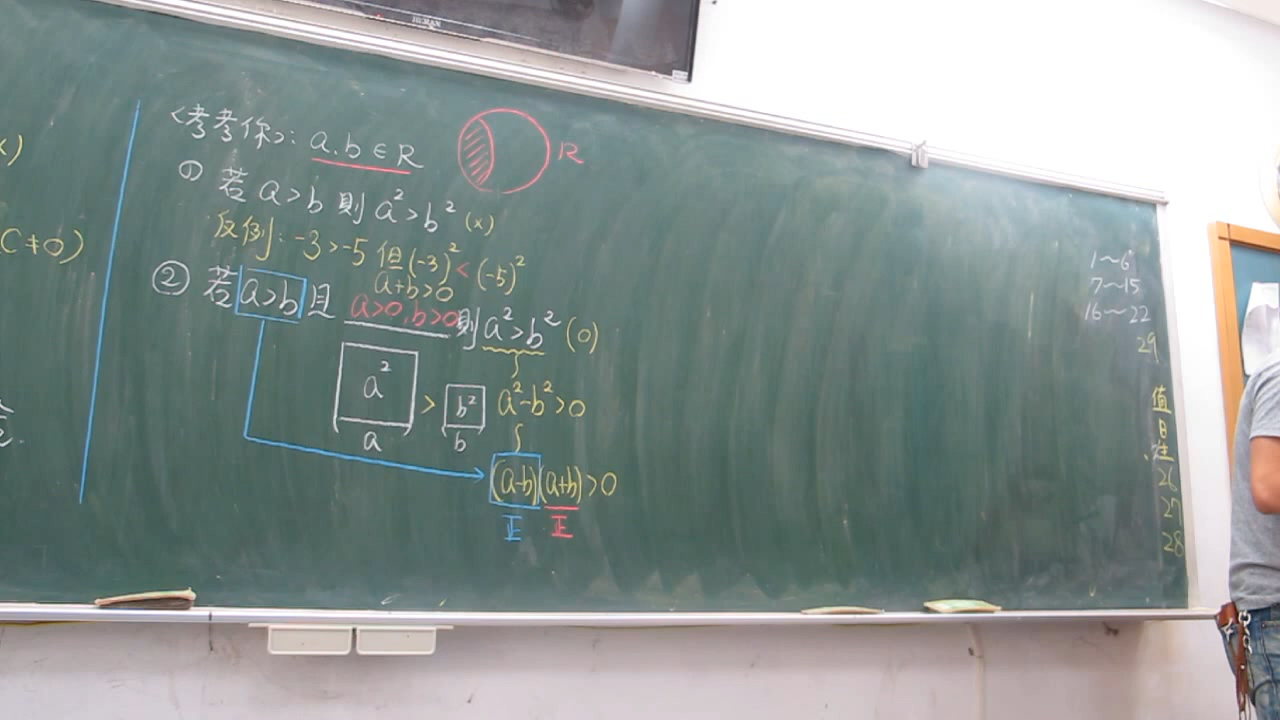 HERAN
(C≠0)
<考考你>: a.b∈R
R
① 若 a>b 則 a²>b² (x)
反例: -3>-5 但(-3)²<(-5)²
a+b>0
② 若 a>b 且 a>0,b>0 則 a²>b² (0)
a² > b²
a b
a²-b²>0
(a-b)(a+b)>0
正 正
1~6
7~15
16~22
29
值
日
生
26
27
28